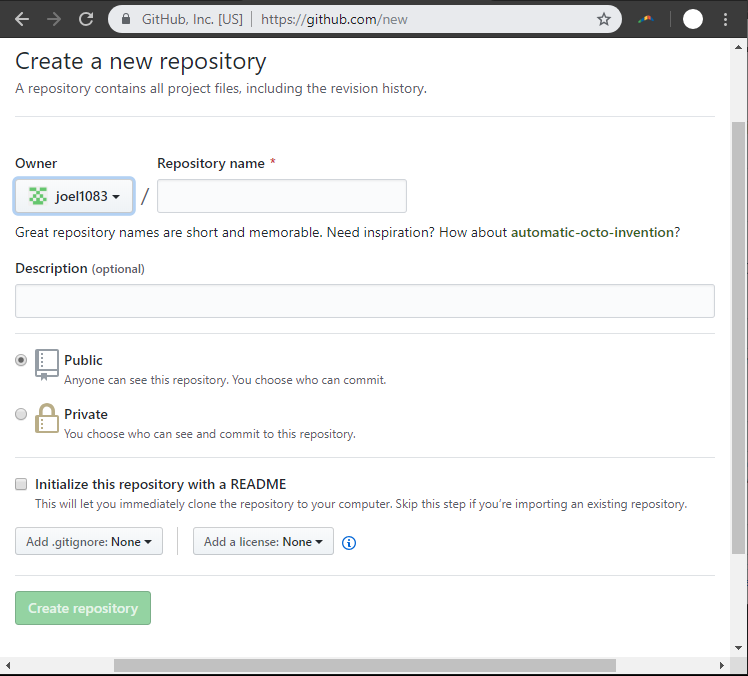 GitHub, Inc. [US] | https://github.com/new
Create a new repository
A repository contains all project files, including the revision history.
Owner Repository name *
joel1083 /
Great repository names are short and memorable. Need inspiration? How about automatic-octo-invention?
Description (optional)
Public
Anyone can see this repository. You choose who can commit.
Private
You choose who can see and commit to this repository.
Initialize this repository with a README
This will let you immediately clone the repository to your computer. Skip this step if you’re importing an existing repository.
Add .gitignore: None Add a license: None
Create repository